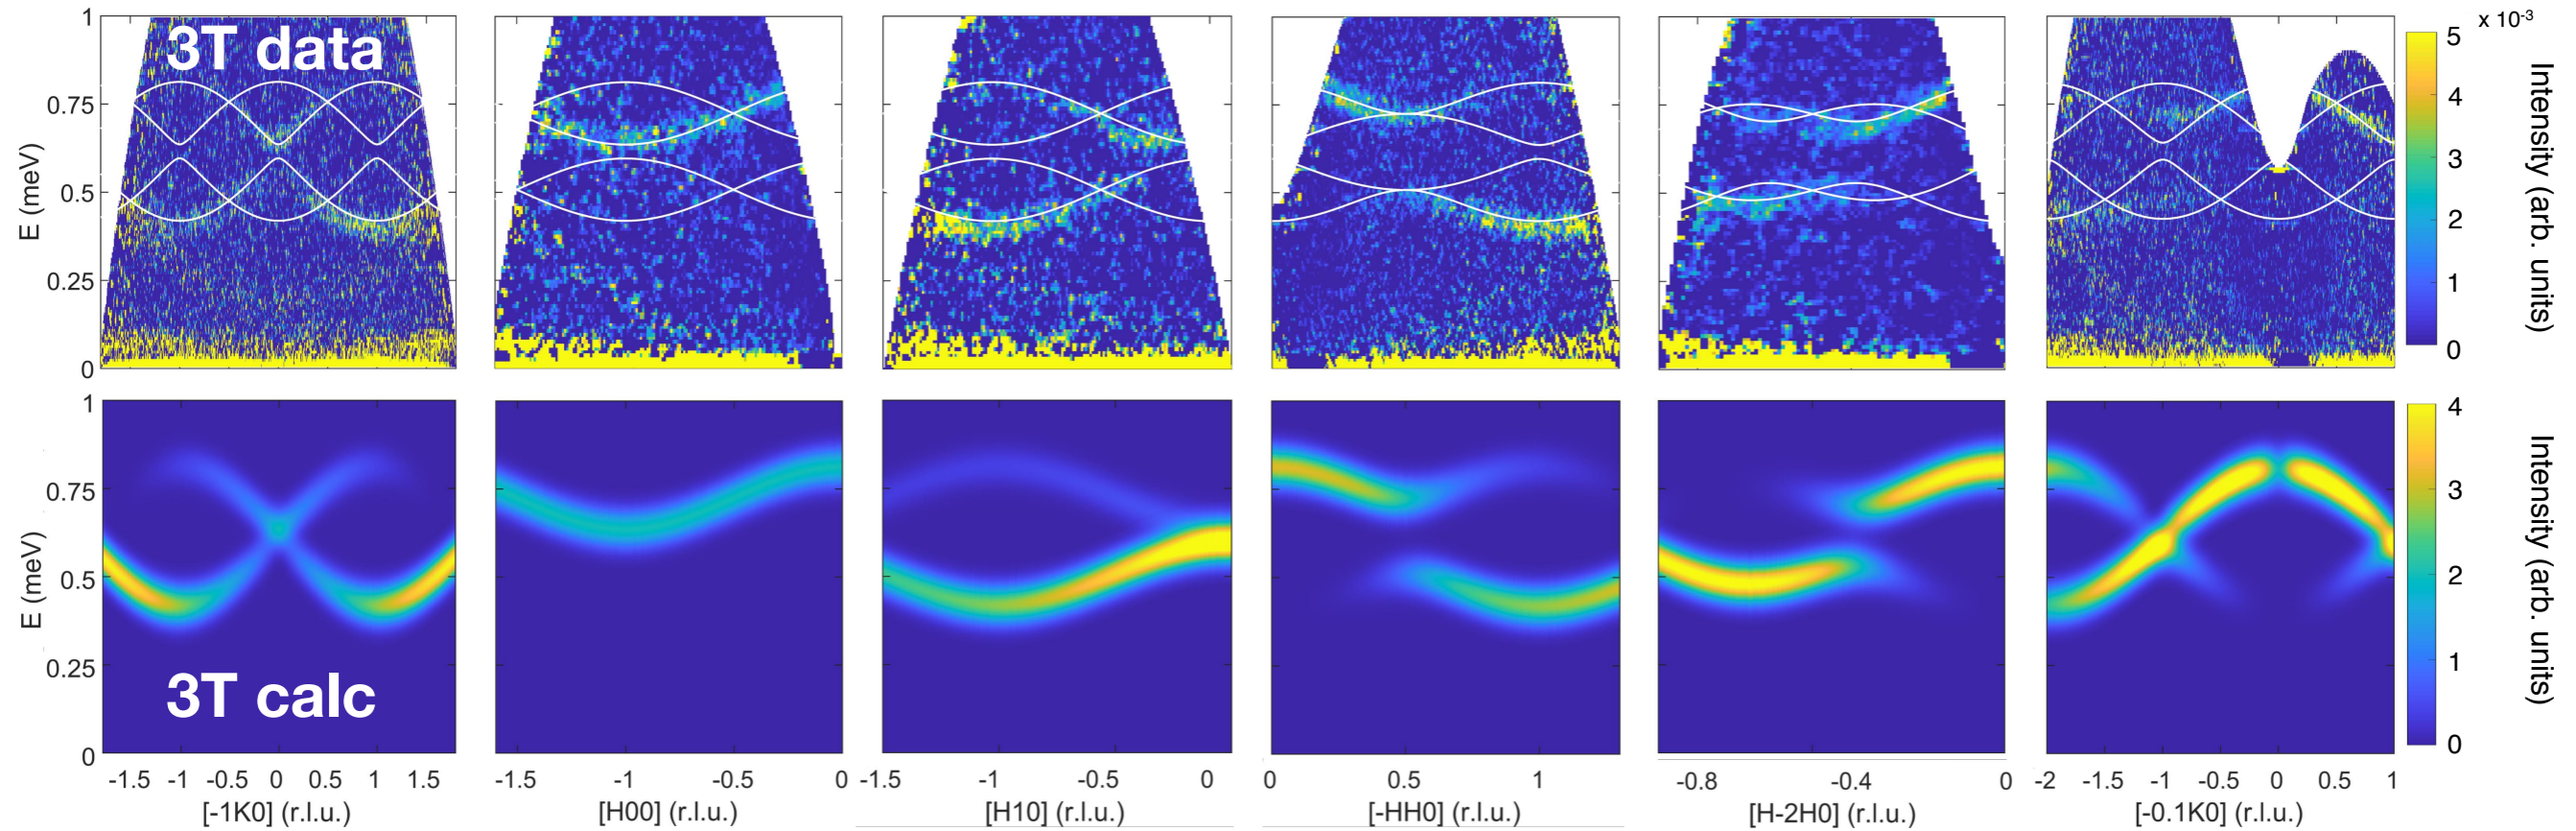 3T data
1
0.75
0.5
0.25
0
E (meV)
x 10-3
5
4
3
2
1
0
Intensity (arb. units)
3T calc
1
0.75
0.5
0.25
0
E (meV)
4
3
2
1
0
Intensity (arb. units)
-1.5 -1 -0.5 0 0.5 1 1.5
[-1K0] (r.l.u.)
-1.5 -1 -0.5 0
[H00] (r.l.u.)
-1.5 -1 -0.5 0
[H10] (r.l.u.)
0 0.5 1
[-HH0] (r.l.u.)
-0.8 -0.4 0
[H-2H0] (r.l.u.)
-2 -1.5 -1 -0.5 0 0.5 1
[-0.1K0] (r.l.u.)